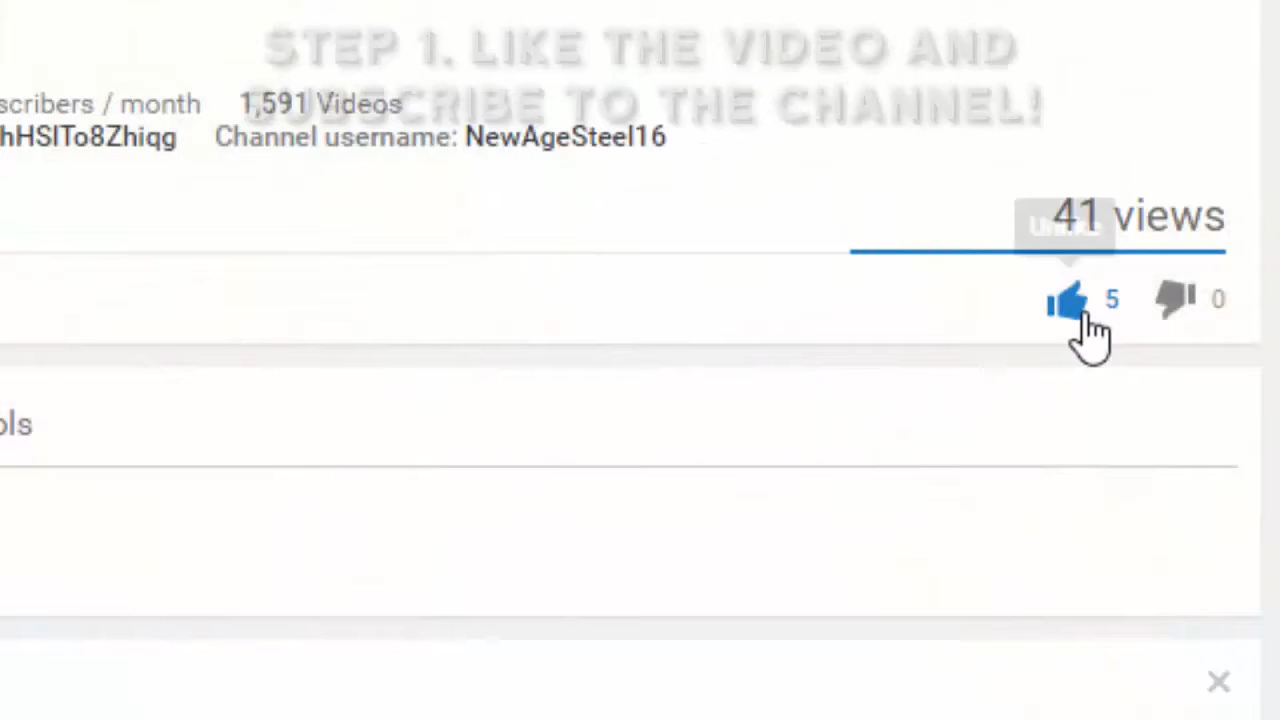 STEP 1. LIKE THE VIDEO AND
SUBSCRIBE TO THE CHANNEL!
scribers / month 1,591 Videos
hHSlTo8Zhiqg Channel username: NewAgeSteel16
41 views
5 0
ols